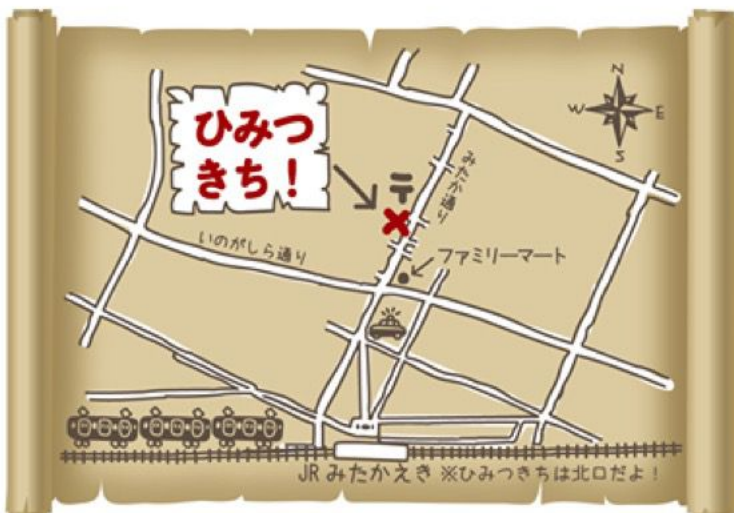 N
W E
S
ひみつ
きち！
〒
みたか通り
いのがしら通り
ファミリーマート
JR みたかえき ※ひみつきちは北口だよ！